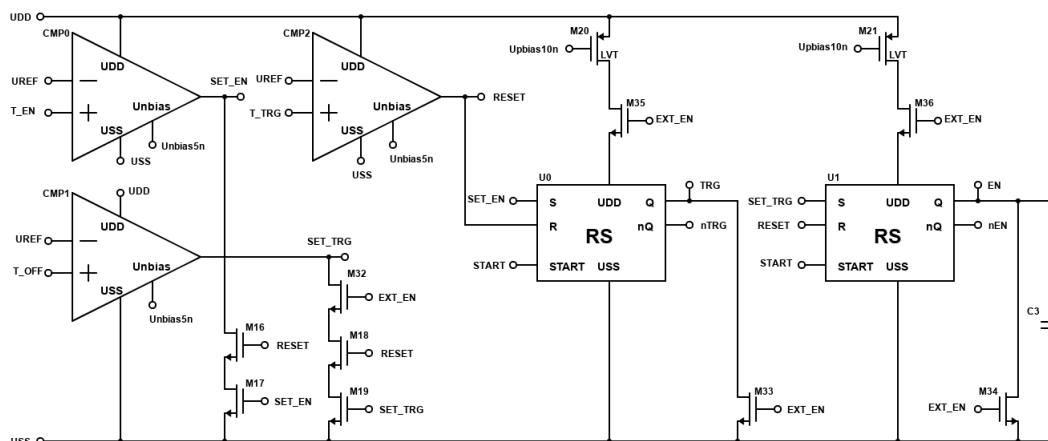 UDD
CMP0
UDD
UREF
T_EN
Unbias
USS
SET_EN
Unbias5n
USS
CMP2
UDD
UREF
T_TRG
Unbias
USS
RESET
Unbias5n
USS
M20
Upbias10n
LVT
M35
EXT_EN
M21
Upbias10n
LVT
M36
EXT_EN
CMP1
UDD
UDD
UREF
T_OFF
Unbias
USS
Unbias5n
SET_TRG
M32
EXT_EN
M16
RESET
M18
RESET
M17
SET_EN
M19
SET_TRG
U0
SET_EN
S
UDD
Q
TRG
R
RS
nQ
nTRG
START
START
USS
U1
SET_TRG
S
UDD
Q
EN
RESET
R
RS
nQ
nEN
START
START
USS
C3
M33
EXT_EN
M34
EXT_EN
USS